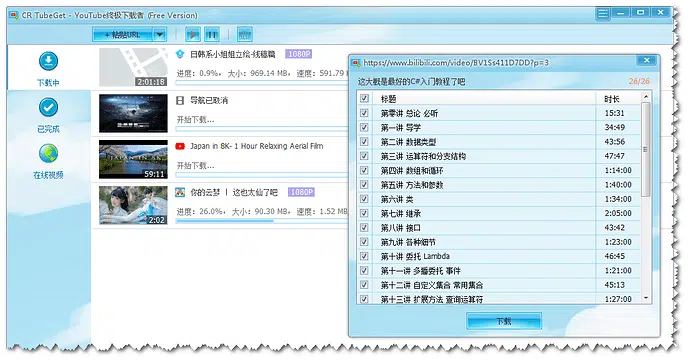 CR TubeGet - YouTube终极下载者 (Free Version)
+ 粘贴URL
下载中
已完成
在线视频
2:01:18
日韩系小姐姐立绘·线稿篇 1080P
进度: 0.9%, 大小: 969.14 MB, 速度: 591.79
导航已取消
开始下载...
Japan in 8K- 1 Hour Relaxing Aerial Film
开始下载...
JAPAN IN 8K
59:11
你的云梦 丨 这也太仙了吧 1080P
进度: 26.0%, 大小: 90.30 MB, 速度: 1.52 M
2:02
https://www.bilibili.com/video/BV1Ss411D7DD?p=3
这大概是最好的C#入门教程了吧 26/26
标题 时长
第零讲 总论 必听 15:31
第一讲 导学 34:49
第二讲 数据类型 43:56
第三讲 运算符和分支结构 47:47
第四讲 数组和循环 1:14:00
第五讲 方法和参数 1:40:00
第六讲 类 1:34:00
第七讲 继承 2:05:00
第八讲 接口 43:42
第九讲 各种细节 1:23:00
第十讲 委托 Lambda 46:45
第十一讲 多播委托 事件 1:21:00
第十二讲 自定义集合 常用集合 45:13
第十三讲 扩展方法 查询运算符 1:27:00
下载